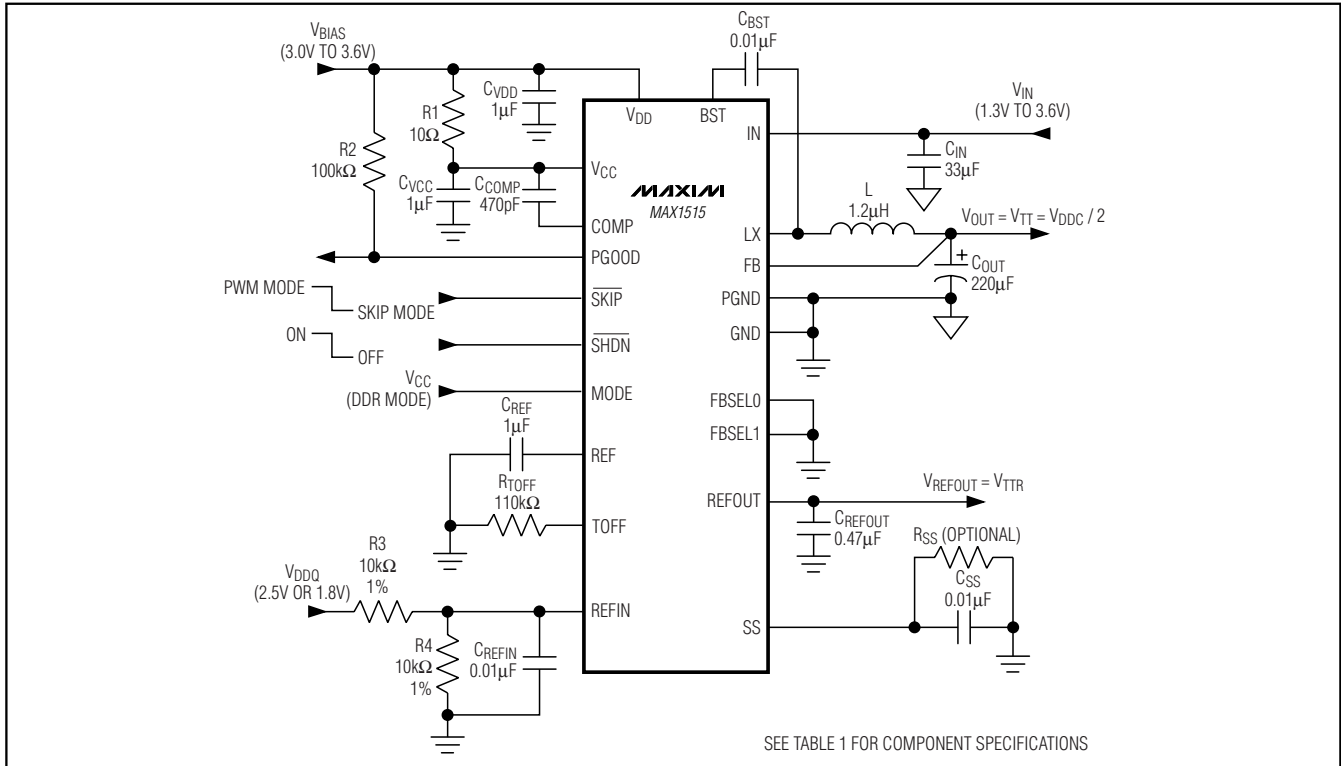 VBIAS
(3.0V TO 3.6V)
R2
100kΩ
R1
10Ω
CVDD
1µF
CVCC
1µF
CCOMP
470pF
CBST
0.01µF
VDD
BST
IN
VIN
(1.3V TO 3.6V)
CIN
33µF
VCC
MAXIM
MAX1515
COMP
PGOOD
LX
L
1.2µH
VOUT = VTT = VDDC / 2
FB
+
COUT
220µF
PWM MODE
SKIP MODE
SKIP
PGND
ON
OFF
SHDN
GND
VCC
(DDR MODE)
MODE
FBSEL0
FBSEL1
CREF
1µF
REF
RTOFF
110kΩ
TOFF
REFOUT
VREFOUT = VTTR
CREFOUT
0.47µF
RSS (OPTIONAL)
CSS
0.01µF
SS
VDDQ
(2.5V OR 1.8V)
R3
10kΩ
1%
REFIN
R4
10kΩ
1%
CREFIN
0.01µF
SEE TABLE 1 FOR COMPONENT SPECIFICATIONS